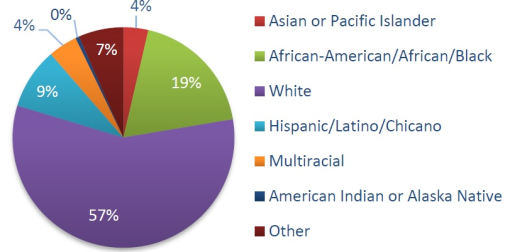 4%
0%
4%
7%
19%
9%
57%
Asian or Pacific Islander
African-American/African/Black
White
Hispanic/Latino/Chicano
Multiracial
American Indian or Alaska Native
Other